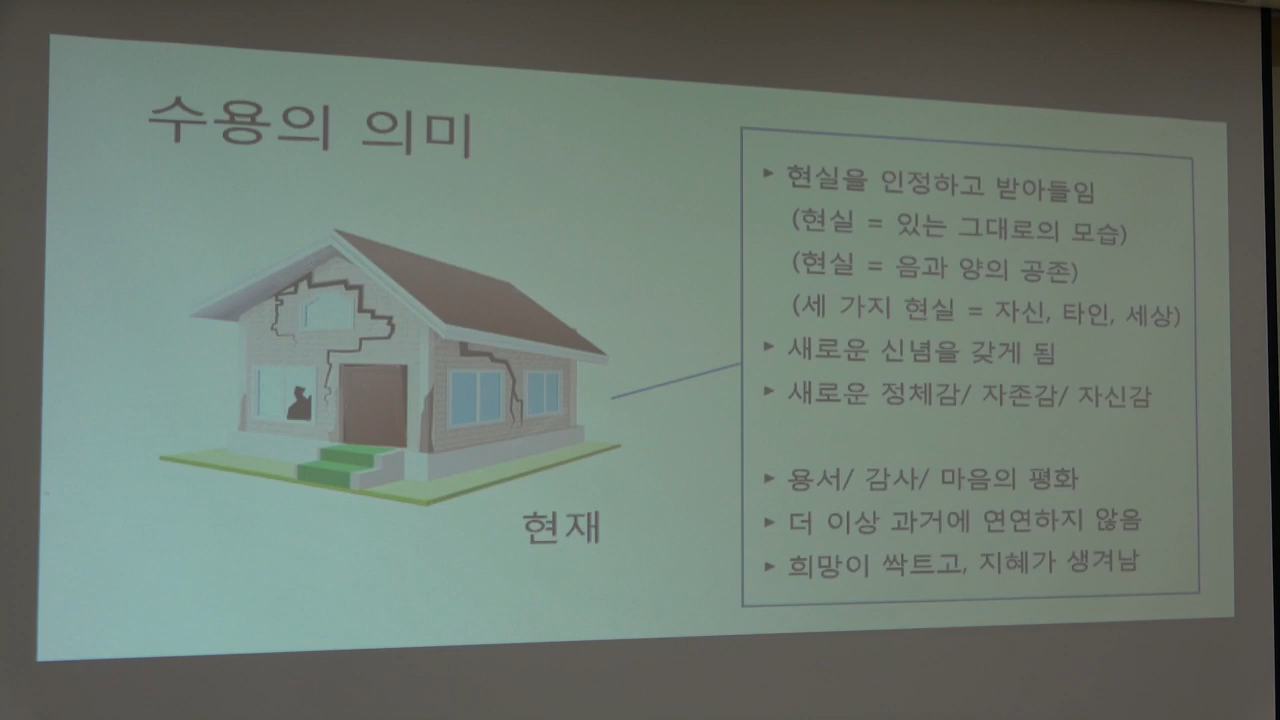 수용의 의미
▸ 현실을 인정하고 받아들임
(현실 = 있는 그대로의 모습)
(현실 = 음과 양의 공존)
(세 가지 현실 = 자신, 타인, 세상)
▸ 새로운 신념을 갖게 됨
▸ 새로운 정체감/ 자존감/ 자신감
▸ 용서/ 감사/ 마음의 평화
▸ 더 이상 과거에 연연하지 않음
▸ 희망이 싹트고, 지혜가 생겨남
현재